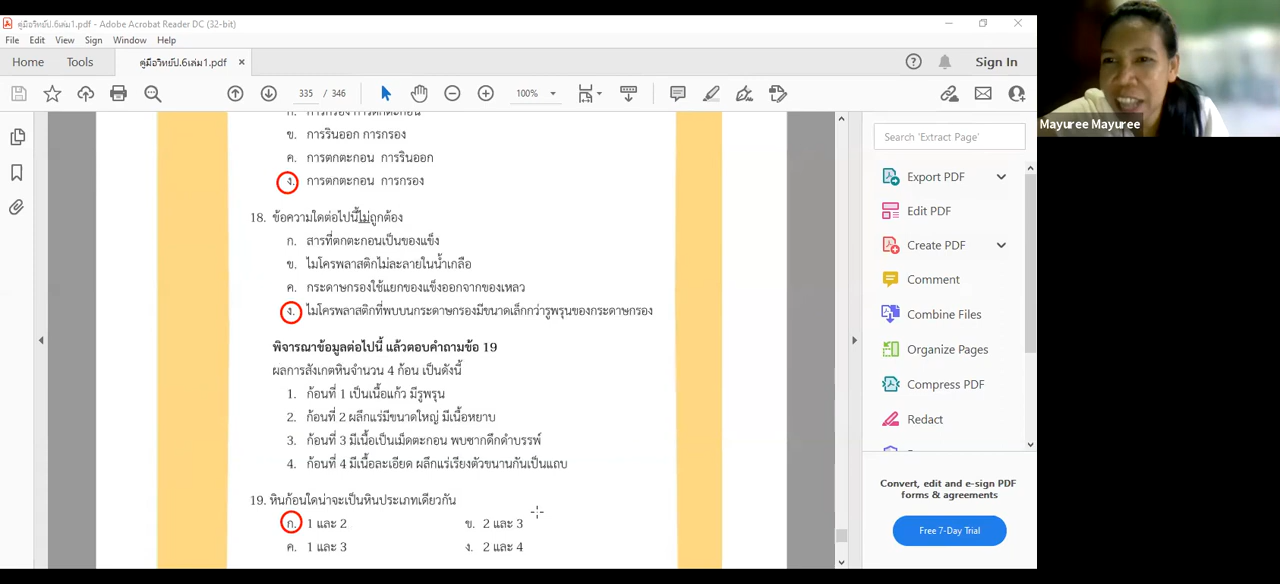 คู่มือวิทย์ป.6เล่ม1.pdf - Adobe Acrobat Reader DC (32-bit)
File Edit View Sign Window Help
Home Tools คู่มือวิทย์ป.6เล่ม1.pdf × Sign In
335 / 346 100%
Mayuree Mayuree
ก. การกรอง การตกตะกอน
ข. การรินออก การกรอง
ค. การตกตะกอน การรินออก
ง. การตกตะกอน การกรอง
18. ข้อความใดต่อไปนี้ไม่ถูกต้อง
ก. สารที่ตกตะกอนเป็นของแข็ง
ข. ไมโครพลาสติกไม่ละลายในน้ำเกลือ
ค. กระดาษกรองใช้แยกของแข็งออกจากของเหลว
ง. ไมโครพลาสติกที่พบบนกระดาษกรองมีขนาดเล็กกว่ารูพรุนของกระดาษกรอง
พิจารณาข้อมูลต่อไปนี้ แล้วตอบคำถามข้อ 19
ผลการสังเกตหินจำนวน 4 ก้อน เป็นดังนี้
1. ก้อนที่ 1 เป็นเนื้อแก้ว มีรูพรุน
2. ก้อนที่ 2 ผลึกแร่มีขนาดใหญ่ มีเนื้อหยาบ
3. ก้อนที่ 3 มีเนื้อเป็นเม็ดตะกอน พบซากดึกดำบรรพ์
4. ก้อนที่ 4 มีเนื้อละเอียด ผลึกแร่เรียงตัวขนานกันเป็นแถบ
19. หินก้อนใดน่าจะเป็นหินประเภทเดียวกัน
ก. 1 และ 2 ข. 2 และ 3
ค. 1 และ 3 ง. 2 และ 4
Search 'Extract Page'
Export PDF
Edit PDF
Create PDF
Comment
Combine Files
Organize Pages
Compress PDF
Redact
Convert, edit and e-sign PDF
forms & agreements
Free 7-Day Trial